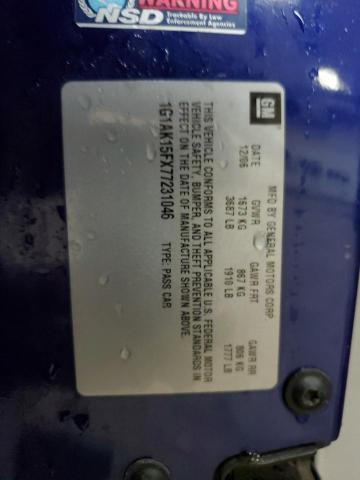 WARNING
NSD Trackable By Law
Enforcement Agencies
GM
MFD BY GENERAL MOTORS CORP
DATE GVWR GAWR FRT GAWR RR
12/06 1673 KG 867 KG 806 KG
3687 LB 1910 LB 1777 LB
THIS VEHICLE CONFORMS TO ALL APPLICABLE U.S. FEDERAL MOTOR
VEHICLE SAFETY, BUMPER, AND THEFT PREVENTION STANDARDS IN
EFFECT ON THE DATE OF MANUFACTURE SHOWN ABOVE.
1G1AK15FX77231046 TYPE: PASS CAR